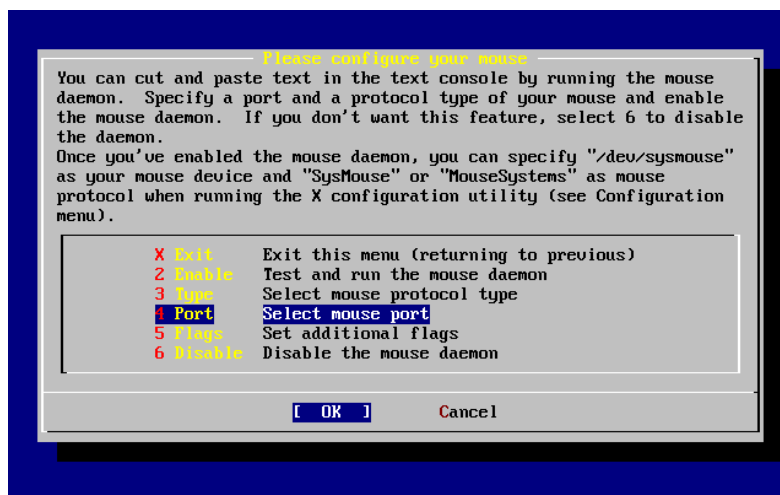 Please configure your mouse
You can cut and paste text in the text console by running the mouse
daemon.  Specify a port and a protocol type of your mouse and enable
the mouse daemon.  If you don't want this feature, select 6 to disable
the daemon.
Once you've enabled the mouse daemon, you can specify "/dev/sysmouse"
as your mouse device and "SysMouse" or "MouseSystems" as mouse
protocol when running the X configuration utility (see Configuration
menu).
X Exit    Exit this menu (returning to previous)
2 Enable  Test and run the mouse daemon
3 Type    Select mouse protocol type
4 Port    Select mouse port
5 Flags   Set additional flags
6 Disable Disable the mouse daemon
[  OK  ]    Cancel